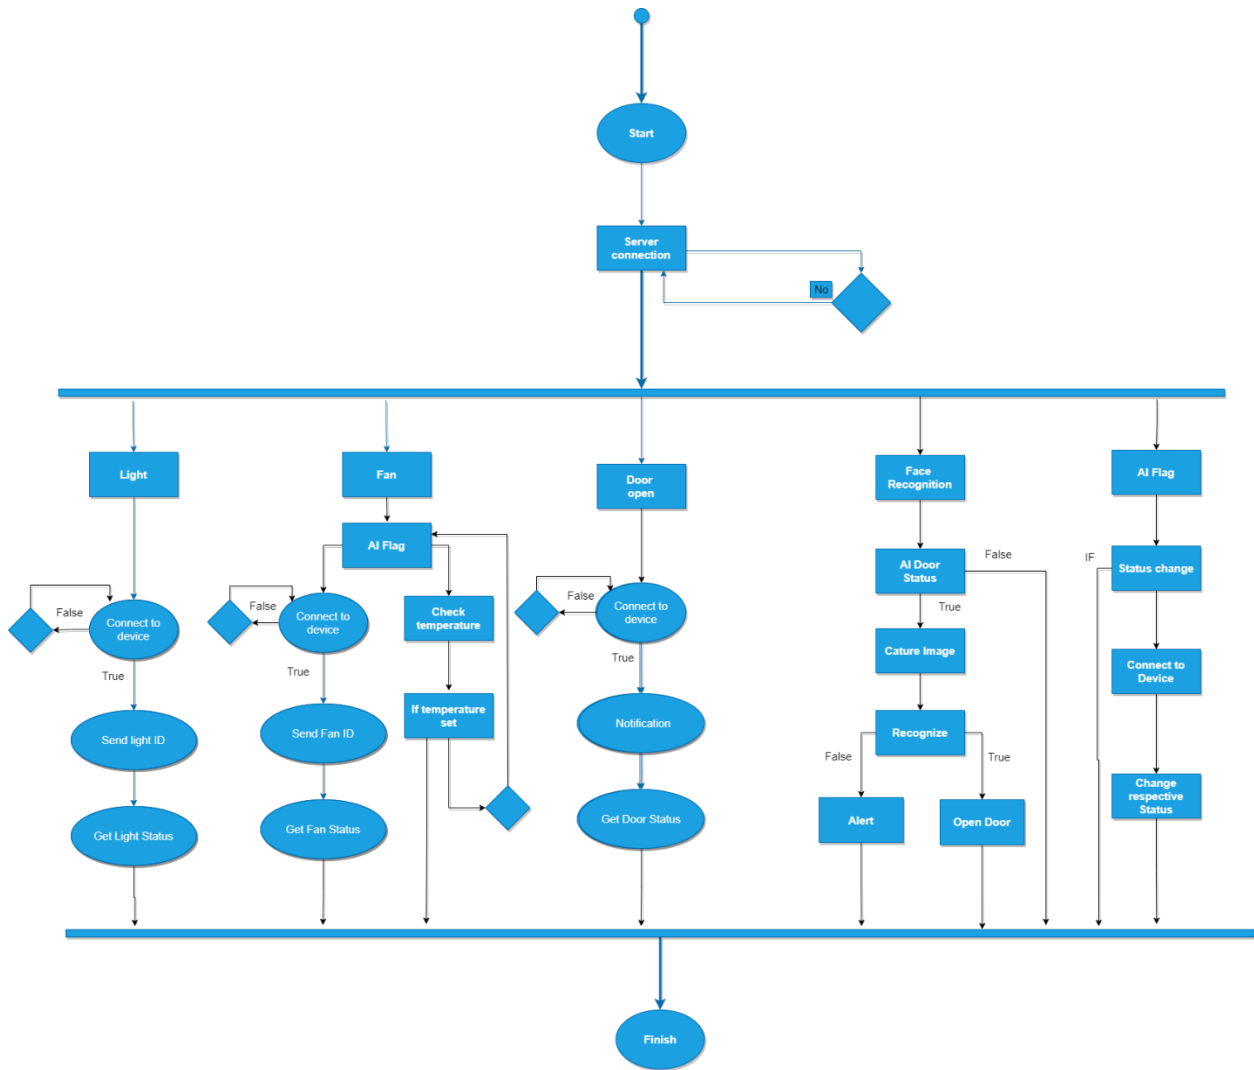 Start
Server
connection
No
Light
Fan
Door
open
Face
Recognition
AI Flag
AI Flag
AI Door
Status
False
IF
Status change
False
Connect to
device
False
Connect to
device
Check
temperature
False
Connect to
device
True
Cature Image
Connect to
Device
True
True
True
If temperature
set
Send light ID
Send Fan ID
Notification
Recognize
False
True
Get Light Status
Get Fan Status
Get Door Status
Alert
Open Door
Change
respective
Status
Finish